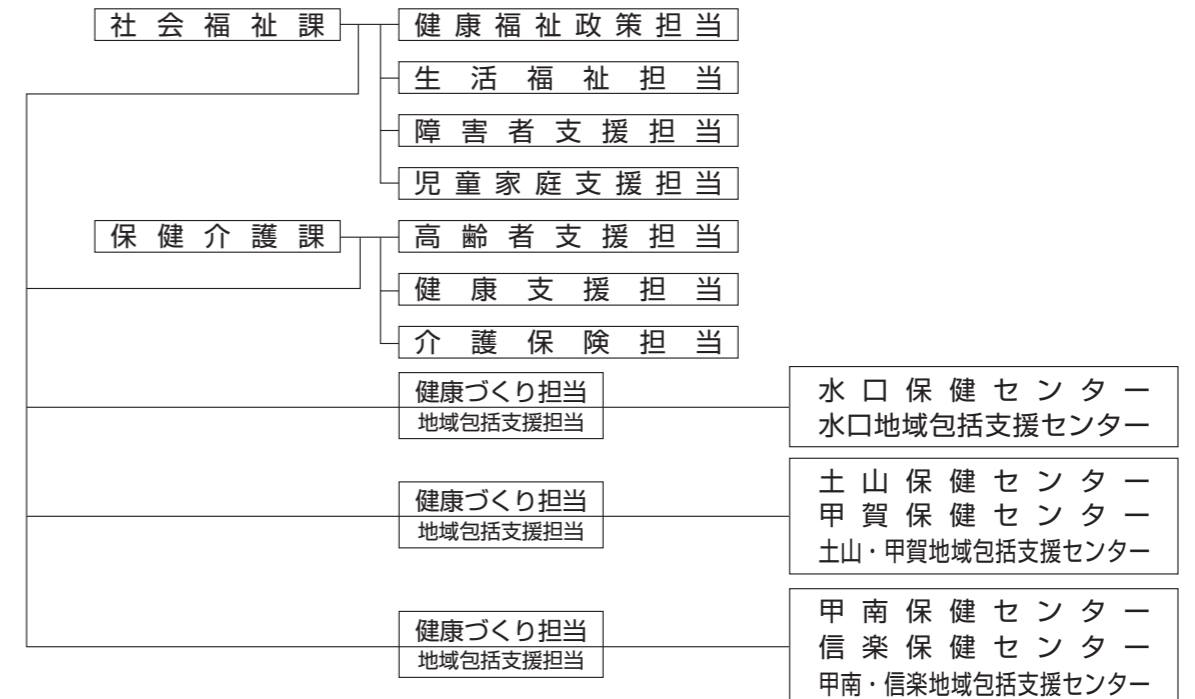 社会福祉課
健康福祉政策担当
生活福祉担当
障害者支援担当
児童家庭支援担当
保健介護課
高齢者支援担当
健康支援担当
介護保険担当
健康づくり担当
地域包括支援担当
水口保健センター
水口地域包括支援センター
健康づくり担当
地域包括支援担当
土山保健センター
甲賀保健センター
土山・甲賀地域包括支援センター
健康づくり担当
地域包括支援担当
甲南保健センター
信楽保健センター
甲南・信楽地域包括支援センター